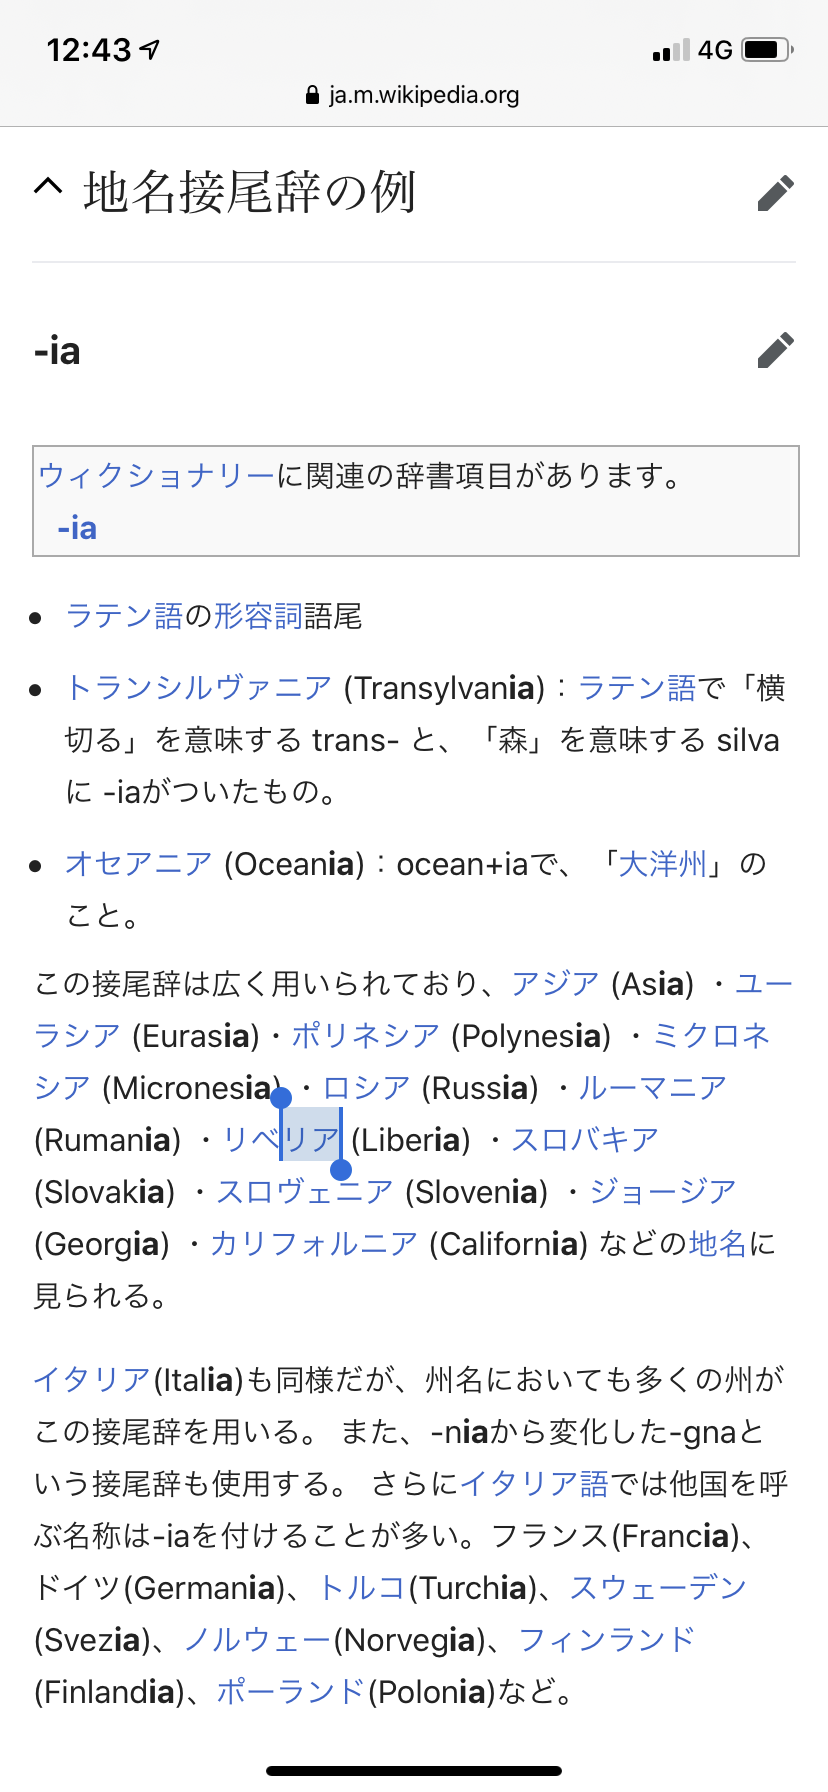 12:43
4G
ja.m.wikipedia.org
地名接尾辞の例
-ia
ウィクショナリーに関連の辞書項目があります。
-ia
ラテン語の形容詞語尾
トランシルヴァニア (Transylvania)：ラテン語で「横
切る」を意味する trans- と、「森」を意味する silva
に -iaがついたもの。
オセアニア (Oceania)：ocean+iaで、「大洋州」の
こと。
この接尾辞は広く用いられており、アジア (Asia) ・ユー
ラシア (Eurasia)・ポリネシア (Polynesia) ・ミクロネ
シア (Micronesia) ・ロシア (Russia) ・ルーマニア
(Rumania) ・リベリア (Liberia) ・スロバキア
(Slovakia) ・スロヴェニア (Slovenia) ・ジョージア
(Georgia) ・カリフォルニア (California) などの地名に
見られる。
イタリア(Italia)も同様だが、州名においても多くの州が
この接尾辞を用いる。 また、-niaから変化した-gnaと
いう接尾辞も使用する。 さらにイタリア語では他国を呼
ぶ名称は-iaを付けることが多い。フランス(Francia)、
ドイツ(Germania)、トルコ(Turchia)、スウェーデン
(Svezia)、ノルウェー(Norvegia)、フィンランド
(Finlandia)、ポーランド(Polonia)など。